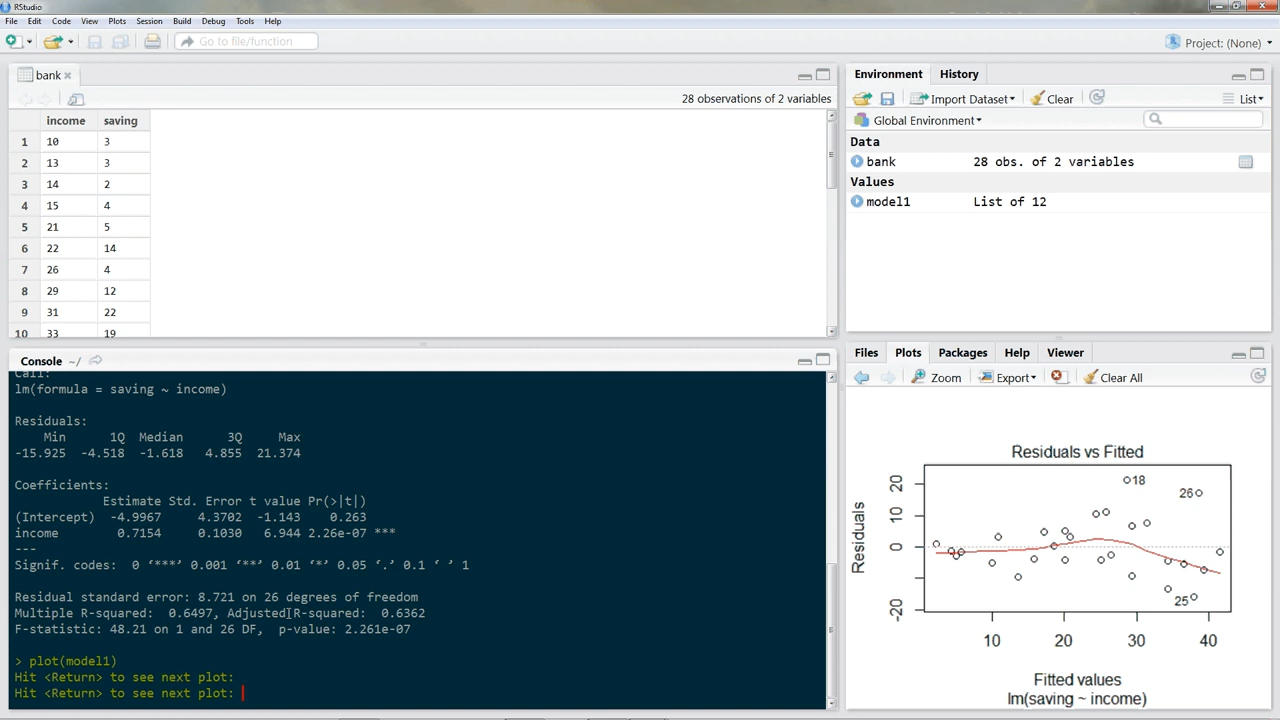 RStudio
File Edit Code View Plots Session Build Debug Tools Help
Go to file/function
Project: (None)
bank
28 observations of 2 variables
income saving
1 10 3
2 13 3
3 14 2
4 15 4
5 21 5
6 22 14
7 26 4
8 29 12
9 31 22
10 33 19
Environment History
Import Dataset Clear List
Global Environment
Data
bank 28 obs. of 2 variables
Values
model1 List of 12
Console ~/
Call:
lm(formula = saving ~ income)
Residuals:
Min 1Q Median 3Q Max
-15.925 -4.518 -1.618 4.855 21.374
Coefficients:
Estimate Std. Error t value Pr(>|t|)
(Intercept) -4.9967 4.3702 -1.143 0.263
income 0.7154 0.1030 6.944 2.26e-07 ***
---
Signif. codes: 0 ‘***’ 0.001 ‘**’ 0.01 ‘*’ 0.05 ‘.’ 0.1 ‘ ’ 1
Residual standard error: 8.721 on 26 degrees of freedom
Multiple R-squared: 0.6497, Adjusted R-squared: 0.6362
F-statistic: 48.21 on 1 and 26 DF, p-value: 2.261e-07
> plot(model1)
Hit <Return> to see next plot:
Hit <Return> to see next plot:
Files Plots Packages Help Viewer
Zoom Export Clear All
Residuals vs Fitted
Residuals
20
10
0
-20
18
26
25
10 20 30 40
Fitted values
lm(saving ~ income)